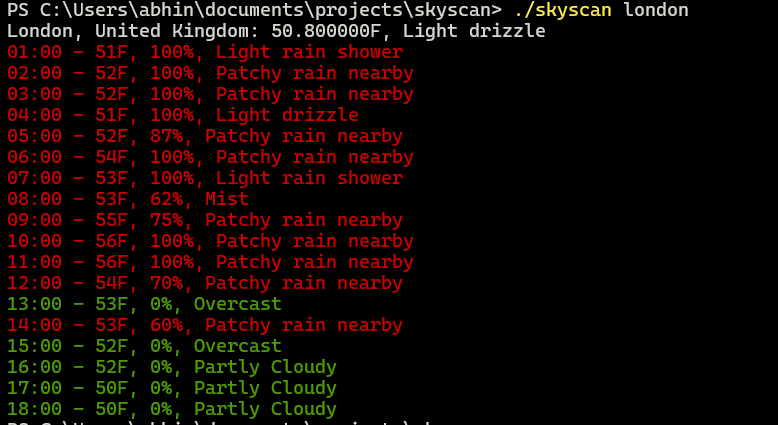 PS C:\Users\abhin\documents\projects\skyscan> ./skyscan london
London, United Kingdom: 50.800000F, Light drizzle
01:00 - 51F, 100%, Light rain shower
02:00 - 52F, 100%, Patchy rain nearby
03:00 - 52F, 100%, Patchy rain nearby
04:00 - 51F, 100%, Light drizzle
05:00 - 52F, 87%, Patchy rain nearby
06:00 - 54F, 100%, Patchy rain nearby
07:00 - 53F, 100%, Light rain shower
08:00 - 53F, 62%, Mist
09:00 - 55F, 75%, Patchy rain nearby
10:00 - 56F, 100%, Patchy rain nearby
11:00 - 56F, 100%, Patchy rain nearby
12:00 - 54F, 70%, Patchy rain nearby
13:00 - 53F, 0%, Overcast
14:00 - 53F, 60%, Patchy rain nearby
15:00 - 52F, 0%, Overcast
16:00 - 52F, 0%, Partly Cloudy
17:00 - 50F, 0%, Partly Cloudy
18:00 - 50F, 0%, Partly Cloudy